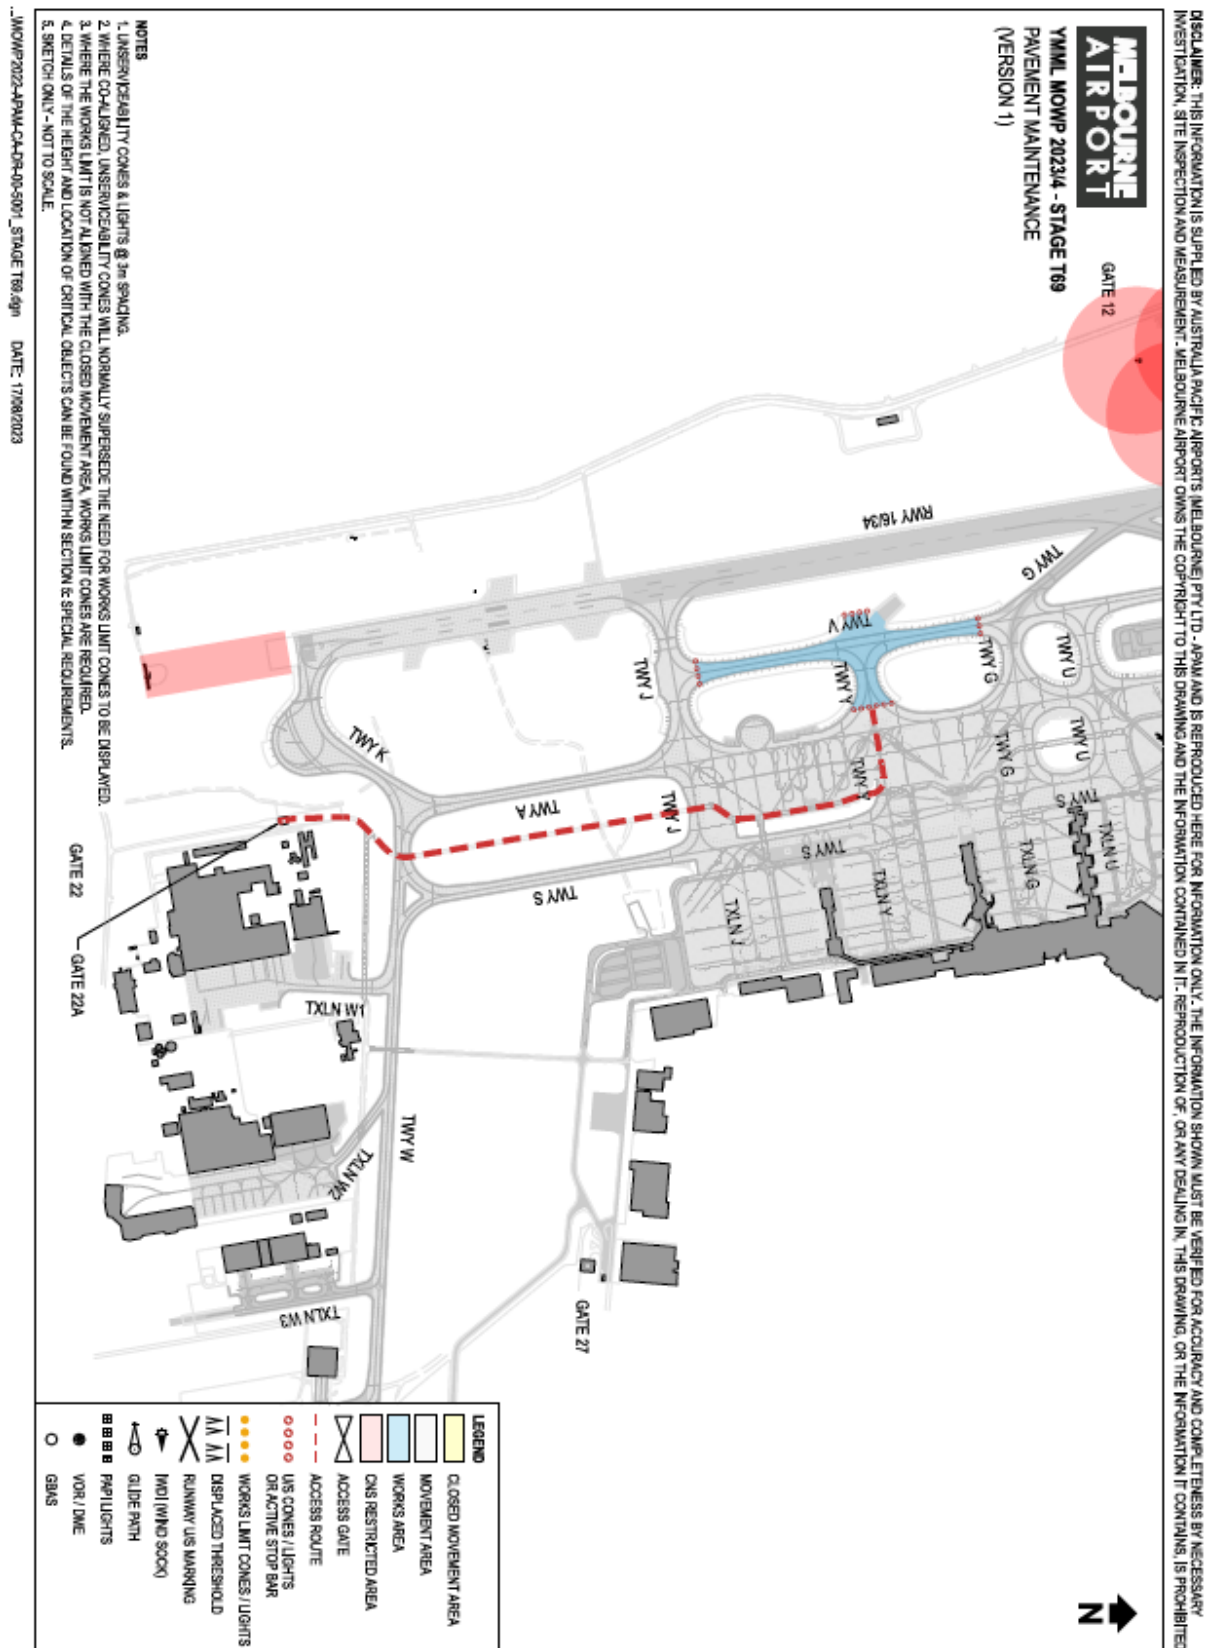 DISCLAIMER: THIS INFORMATION IS SUPPLIED BY AUSTRALIA PACIFIC AIRPORTS (MELBOURNE) PTY LTD - APAM AND IS REPRODUCED HERE FOR INFORMATION ONLY. THE INFORMATION SHOWN MUST BE VERIFIED FOR ACCURACY AND COMPLETENESS BY NECESSARY
INVESTIGATION, SITE INSPECTION AND MEASUREMENT. MELBOURNE AIRPORT OWNS THE COPYRIGHT TO THIS DRAWING AND THE INFORMATION CONTAINED IN IT. REPRODUCTION OF, OR ANY DEALING IN, THIS DRAWING, OR THE INFORMATION IT CONTAINS, IS PROHIBITED
MELBOURNE
AIRPORT
YMML MOWP 2023/4 - STAGE T69
PAVEMENT MAINTENANCE
(VERSION 1)
GATE 12
RWY 16/34
TWY G
TWY U
TWY V
TWY G
TWY Y
TWY J
TWY U
TWY G
TWY K
TWY Y
TWY S
TWY A
TWY J
TWY S
TXLN U
TXLN G
TXLN Y
TWY S
TXLN J
GATE 22
GATE 22A
TXLN W1
TWY W
TXLN W2
TXLN W3
GATE 27
N
NOTES
1. UNSERVICEABILITY CONES & LIGHTS @ 3m SPACING.
2. WHERE CO-ALIGNED, UNSERVICEABILITY CONES WILL NORMALLY SUPERSEDE THE NEED FOR WORKS LIMIT CONES TO BE DISPLAYED.
3. WHERE THE WORKS LIMIT IS NOT ALIGNED WITH THE CLOSED MOVEMENT AREA, WORKS LIMIT CONES ARE REQUIRED.
4. DETAILS OF THE HEIGHT AND LOCATION OF CRITICAL OBJECTS CAN BE FOUND WITHIN SECTION 5: SPECIAL REQUIREMENTS.
5. SKETCH ONLY - NOT TO SCALE.
LEGEND
CLOSED MOVEMENT AREA
MOVEMENT AREA
WORKS AREA
CNS RESTRICTED AREA
ACCESS GATE
ACCESS ROUTE
U/S CONES / LIGHTS
OR ACTIVE STOP BAR
WORKS LIMIT CONES / LIGHTS
DISPLACED THRESHOLD
RUNWAY U/S MARKING
IWDI (WIND SOCK)
GLIDE PATH
PAPI LIGHTS
VOR / DME
GBAS
...\MOWP2022-APAM-CA-DR-00-5001_STAGE T69.dgn DATE: 17/08/2023